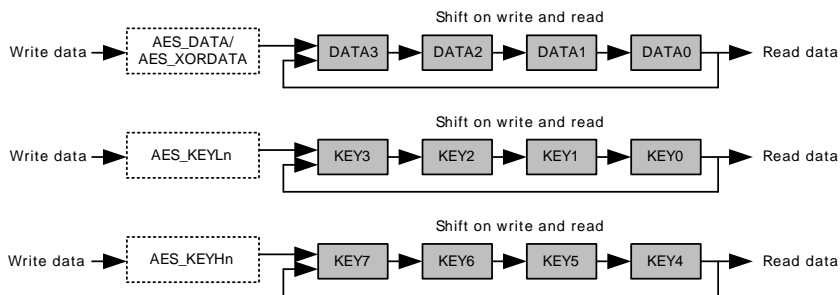 Shift on write and read
Write data
AES_DATA/
AES_XORDATA
DATA3
DATA2
DATA1
DATA0
Read data
Shift on write and read
Write data
AES_KEYLn
KEY3
KEY2
KEY1
KEY0
Read data
Shift on write and read
Write data
AES_KEYHn
KEY7
KEY6
KEY5
KEY4
Read data